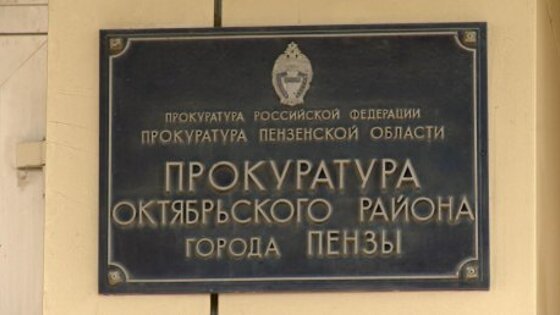 ПРОКУРАТУРА РОССИЙСКОЙ ФЕДЕРАЦИИ
ПРОКУРАТУРА ПЕНЗЕНСКОЙ ОБЛАСТИ
ПРОКУРАТУРА
ОКТЯБРЬСКОГО РАЙОНА
ГОРОДА ПЕНЗЫ